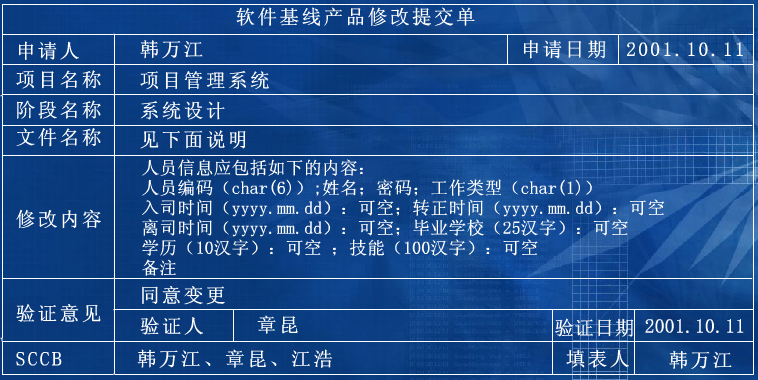 软件基线产品修改提交单
申请人 韩万江 申请日期 2001.10.11
项目名称 项目管理系统
阶段名称 系统设计
文件名称 见下面说明
修改内容
人员信息应包括如下的内容：
人员编码（char(6)）;姓名；密码；工作类型（char(1)）
入司时间（yyyy.mm.dd）：可空；转正时间（yyyy.mm.dd）：可空
离司时间（yyyy.mm.dd）：可空；毕业学校（25汉字）：可空
学历（10汉字）：可空 ；技能（100汉字）：可空
备注
验证意见 同意变更
验证人 章昆 验证日期 2001.10.11
SCCB 韩万江、章昆、江浩 填表人 韩万江